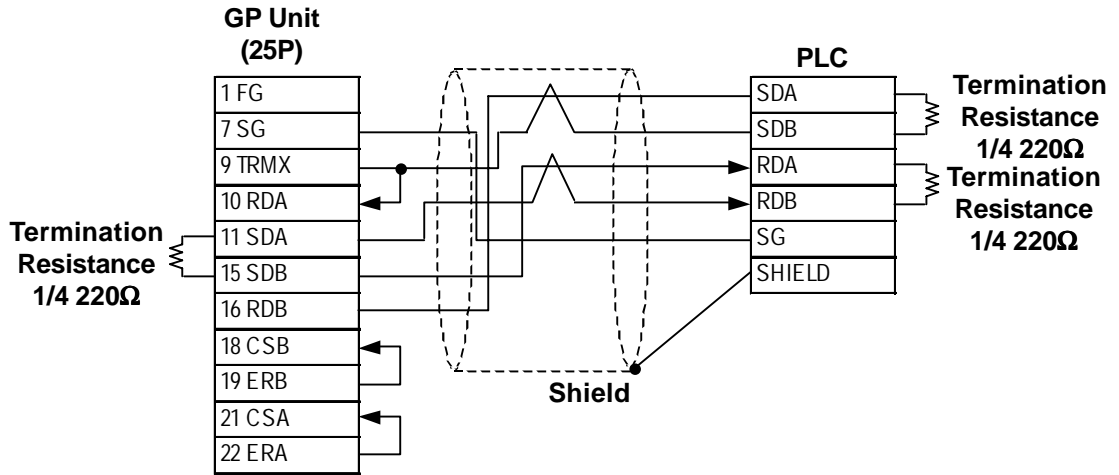 GP Unit
(25P)
1 FG
7 SG
9 TRMX
10 RDA
11 SDA
15 SDB
16 RDB
18 CSB
19 ERB
21 CSA
22 ERA
Termination
Resistance
1/4 220Ω
Shield
PLC
SDA
SDB
RDA
RDB
SG
SHIELD
Termination
Resistance
1/4 220Ω
Termination
Resistance
1/4 220Ω